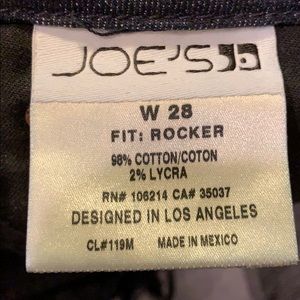 JOE'S
W 28
FIT: ROCKER
98% COTTON/COTON
2% LYCRA
RN# 106214 CA# 35037
DESIGNED IN LOS ANGELES
CL#119M MADE IN MEXICO